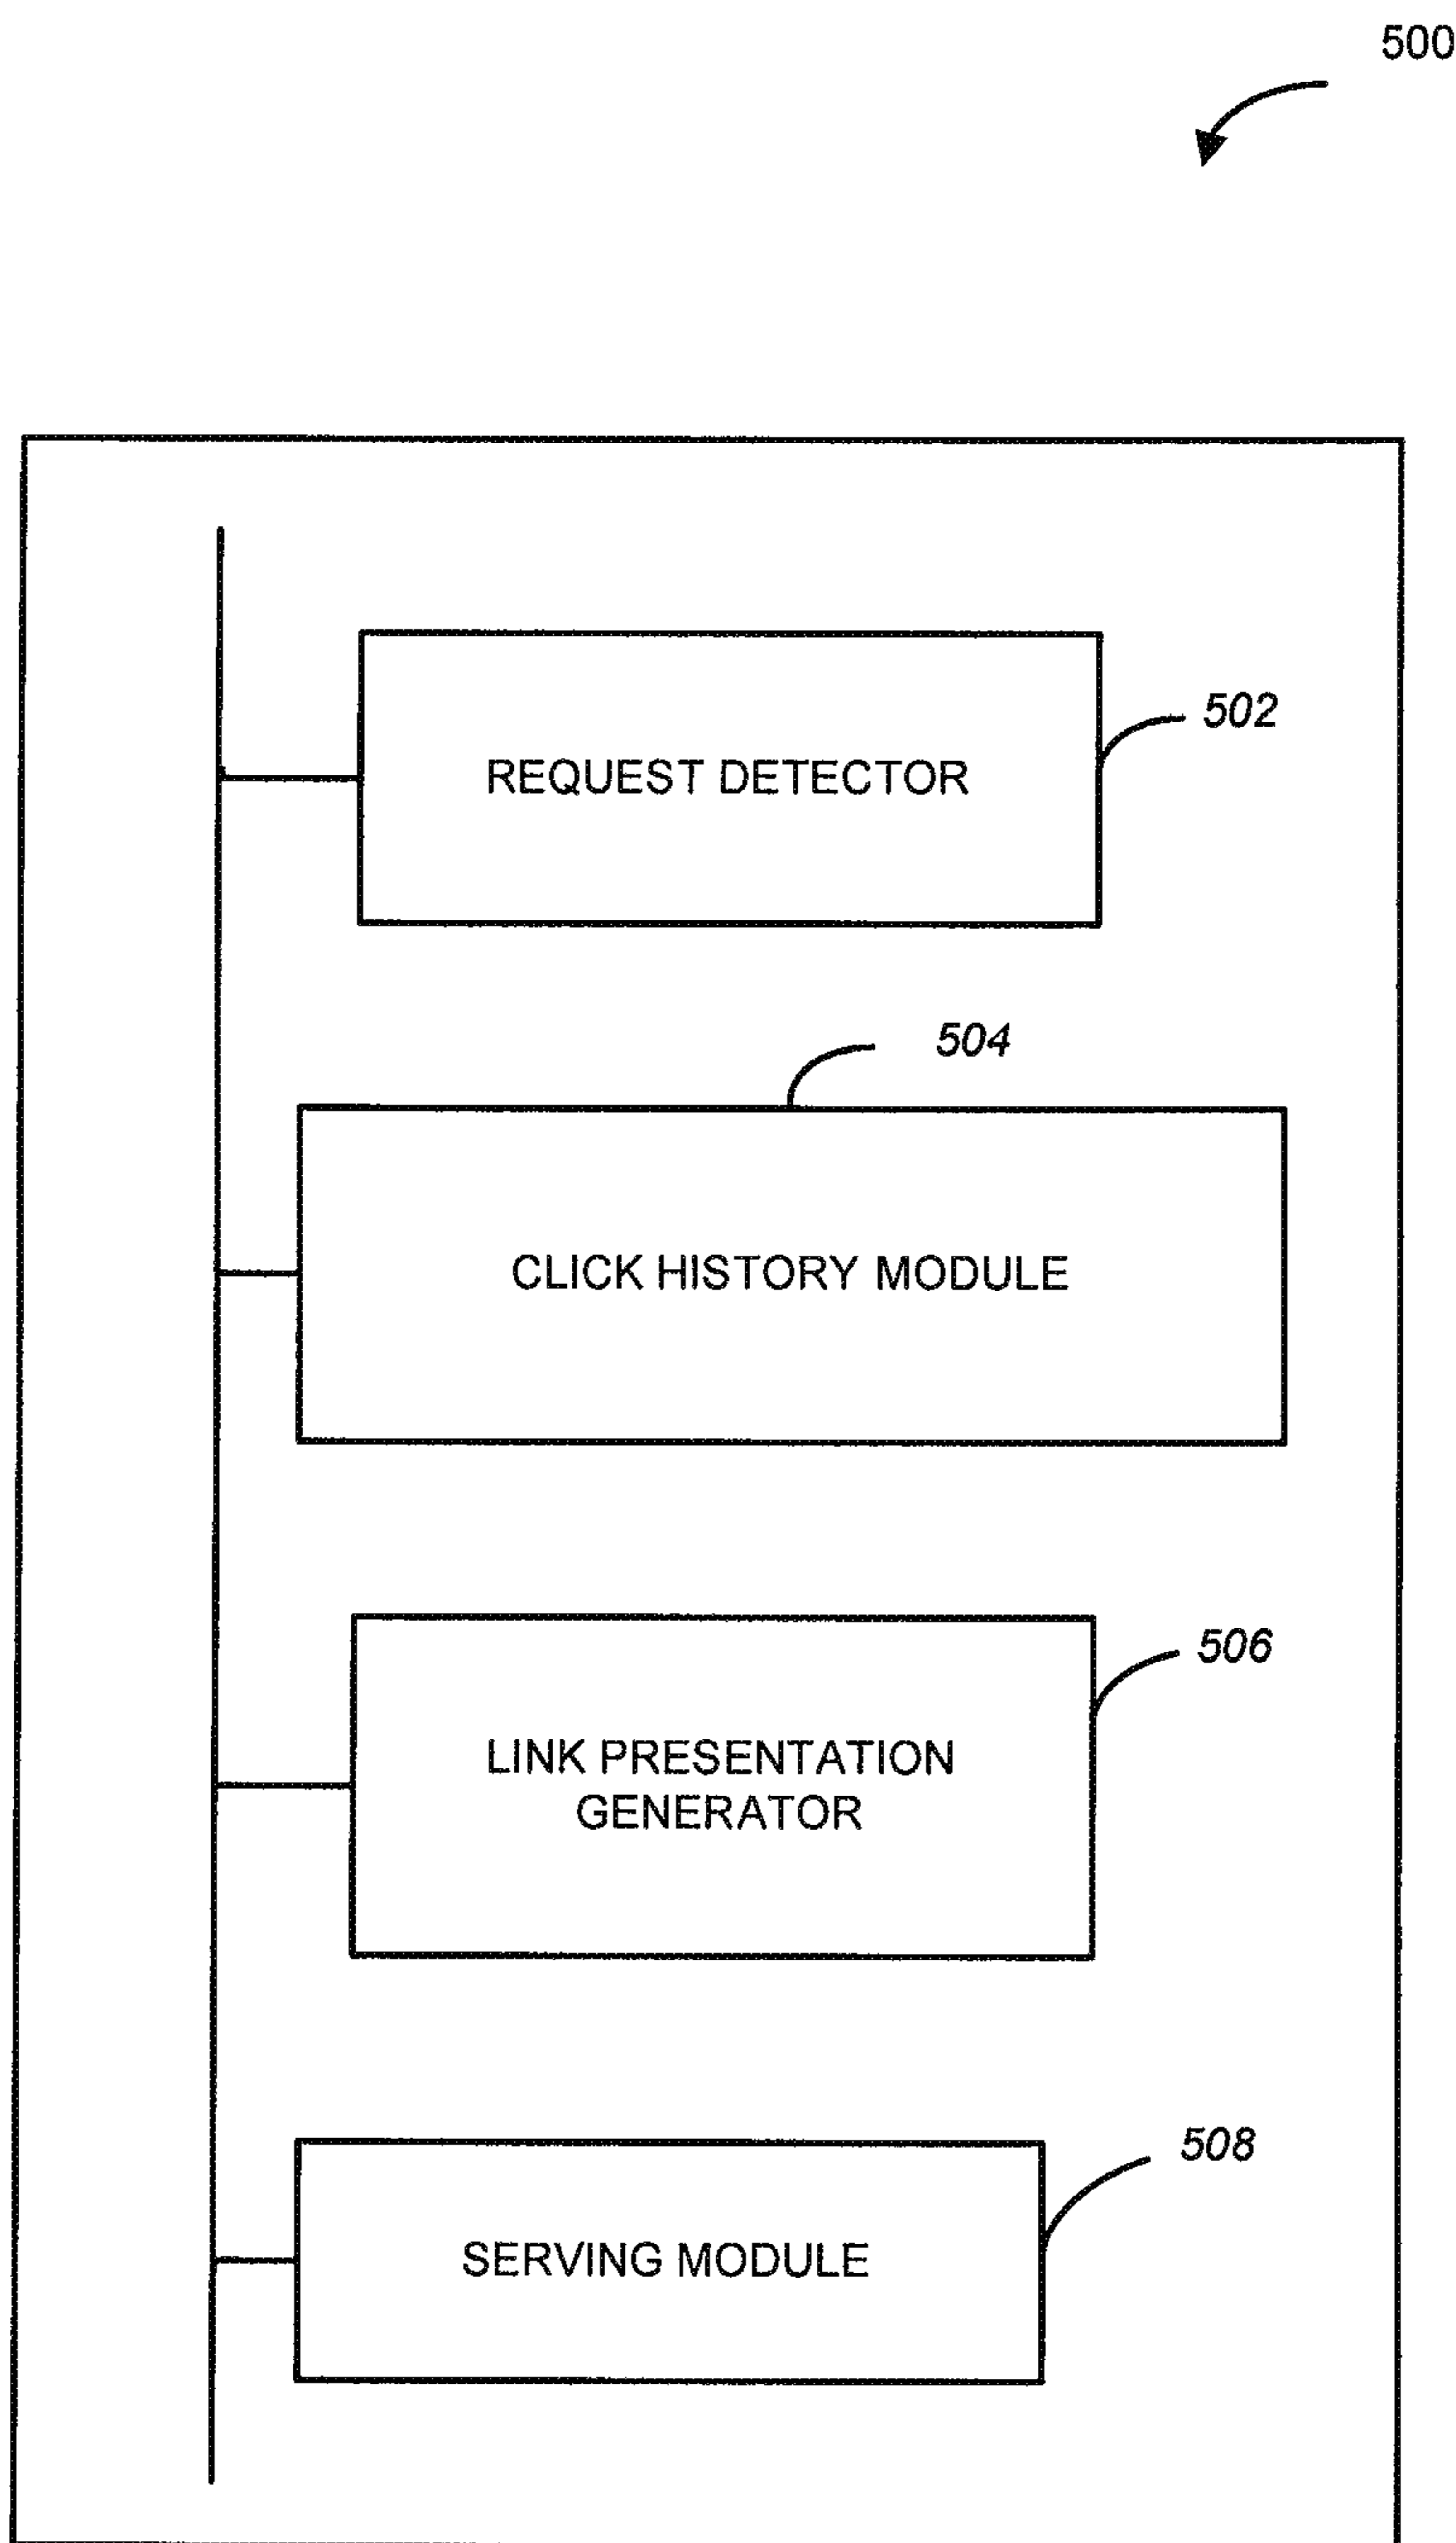 500
REQUEST DETECTOR
502
504
CLICK HISTORY MODULE
506
LINK PRESENTATION
GENERATOR
508
SERVING MODULE